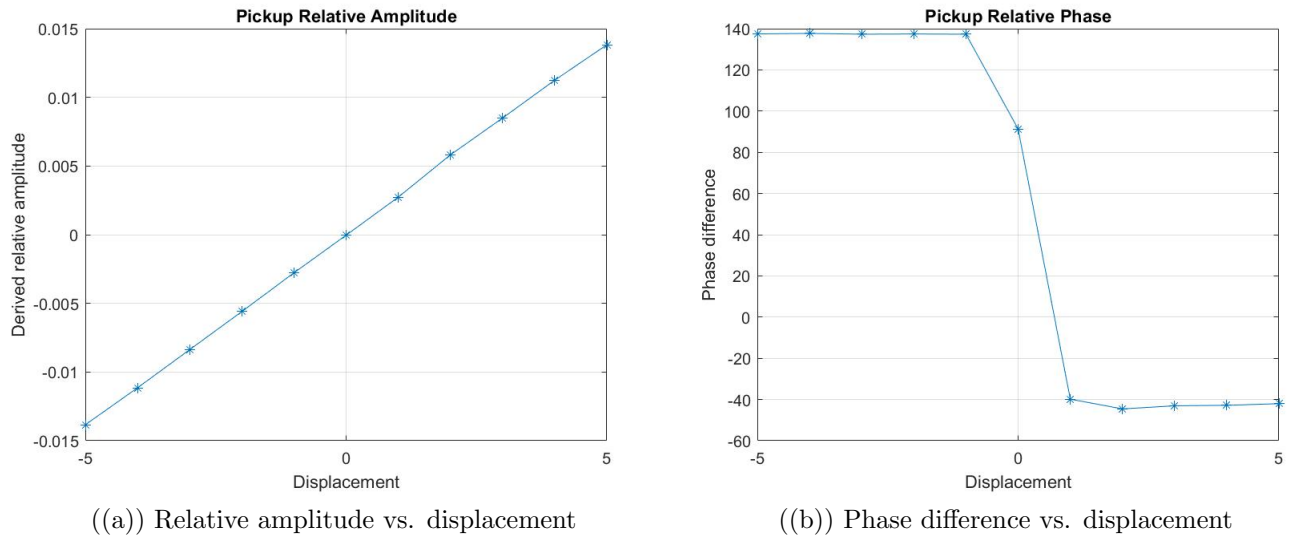 Pickup Relative Amplitude
Derived relative amplitude
0.015
0.01
0.005
0
-0.005
-0.01
-0.015
-5 0 5
Displacement
((a)) Relative amplitude vs. displacement
Pickup Relative Phase
Phase difference
140
120
100
80
60
40
20
0
-20
-40
-60
-5 0 5
Displacement
((b)) Phase difference vs. displacement